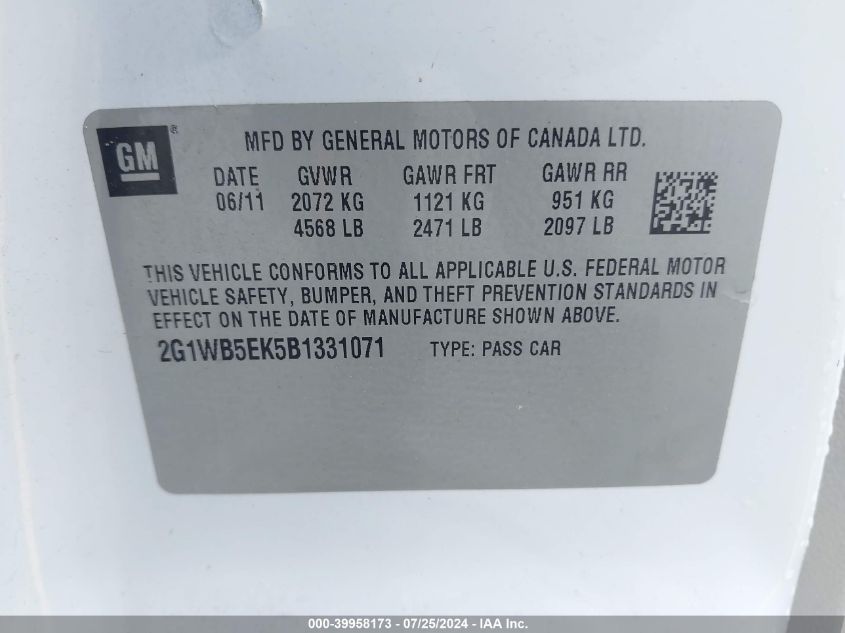 GM ®
MFD BY GENERAL MOTORS OF CANADA LTD.
DATE GVWR GAWR FRT GAWR RR
06/11 2072 KG 1121 KG 951 KG
4568 LB 2471 LB 2097 LB
THIS VEHICLE CONFORMS TO ALL APPLICABLE U.S. FEDERAL MOTOR
VEHICLE SAFETY, BUMPER, AND THEFT PREVENTION STANDARDS IN
EFFECT ON THE DATE OF MANUFACTURE SHOWN ABOVE.
2G1WB5EK5B1331071 TYPE: PASS CAR
000-39958173 - 07/25/2024 - IAA Inc.